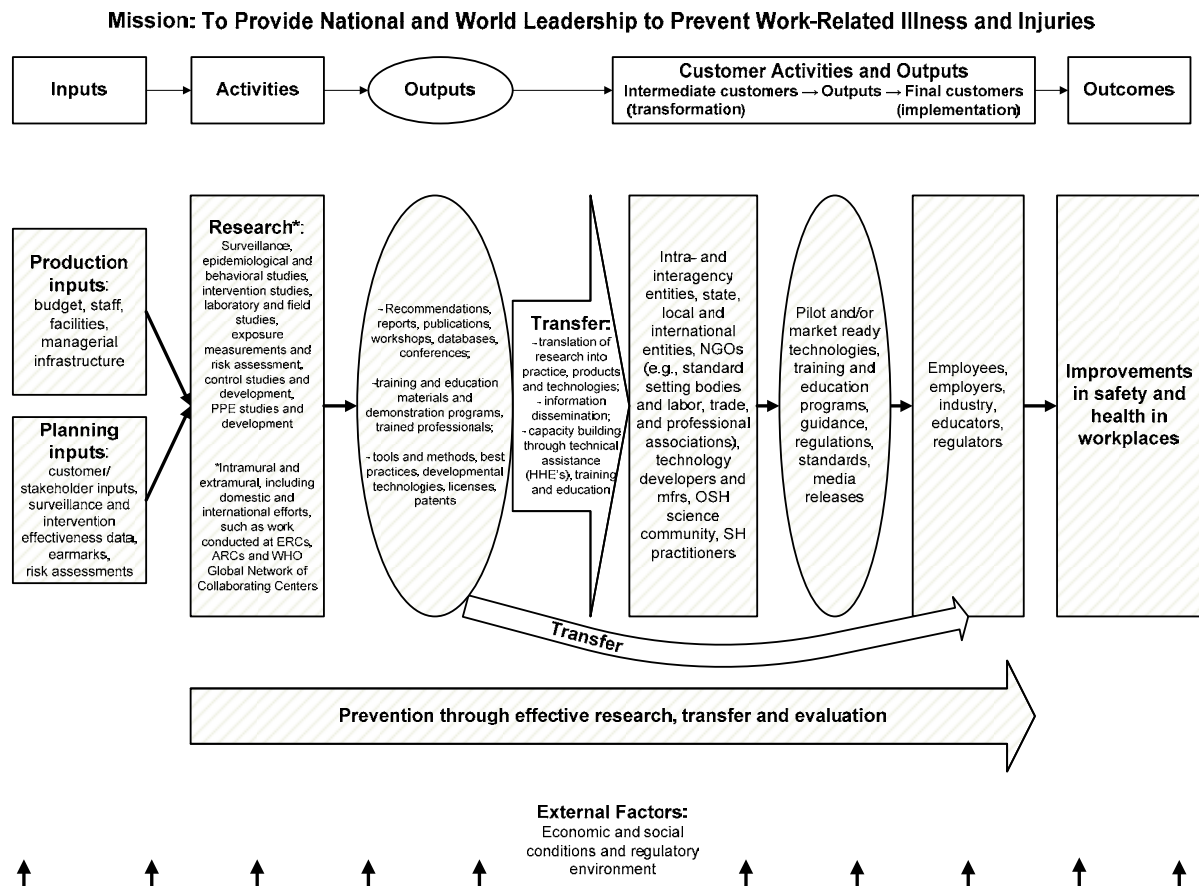 Mission: To Provide National and World Leadership to Prevent Work-Related Illness and Injuries
Inputs
Activities
Outputs
Customer Activities and Outputs
Intermediate customers → Outputs → Final customers
(transformation) (implementation)
Outcomes
Production
inputs:
budget, staff,
facilities,
managerial
infrastructure
Planning
inputs:
customer/
stakeholder inputs,
surveillance and
intervention
effectiveness data,
earmarks,
risk assessments
Research*:
Surveillance,
epidemiological and
behavioral studies,
intervention studies,
laboratory and field
studies,
exposure
measurements and
risk assessment,
control studies and
development,
PPE studies and
development
*Intramural and
extramural, including
domestic and
international efforts,
such as work
conducted at ERCs,
ARCs and WHO
Global Network of
Collaborating Centers
-Recommendations,
reports, publications,
workshops, databases,
conferences;
-training and education
materials and
demonstration programs,
trained professionals;
-tools and methods, best
practices, developmental
technologies, licenses,
patents
Transfer:
-translation of
research into
practice, products
and technologies;
-information
dissemination;
-capacity building
through technical
assistance
(HHE's), training
and education
Intra- and
interagency
entities, state,
local and
international
entities, NGOs
(e.g., standard
setting bodies
and labor, trade,
and professional
associations),
technology
developers and
mfrs, OSH
science
community, SH
practitioners
Pilot and/or
market ready
technologies,
training and
education
programs,
guidance,
regulations,
standards,
media
releases
Employees,
employers,
industry,
educators,
regulators
Improvements
in safety and
health in
workplaces
Transfer
Prevention through effective research, transfer and evaluation
External Factors:
Economic and social
conditions and regulatory
environment